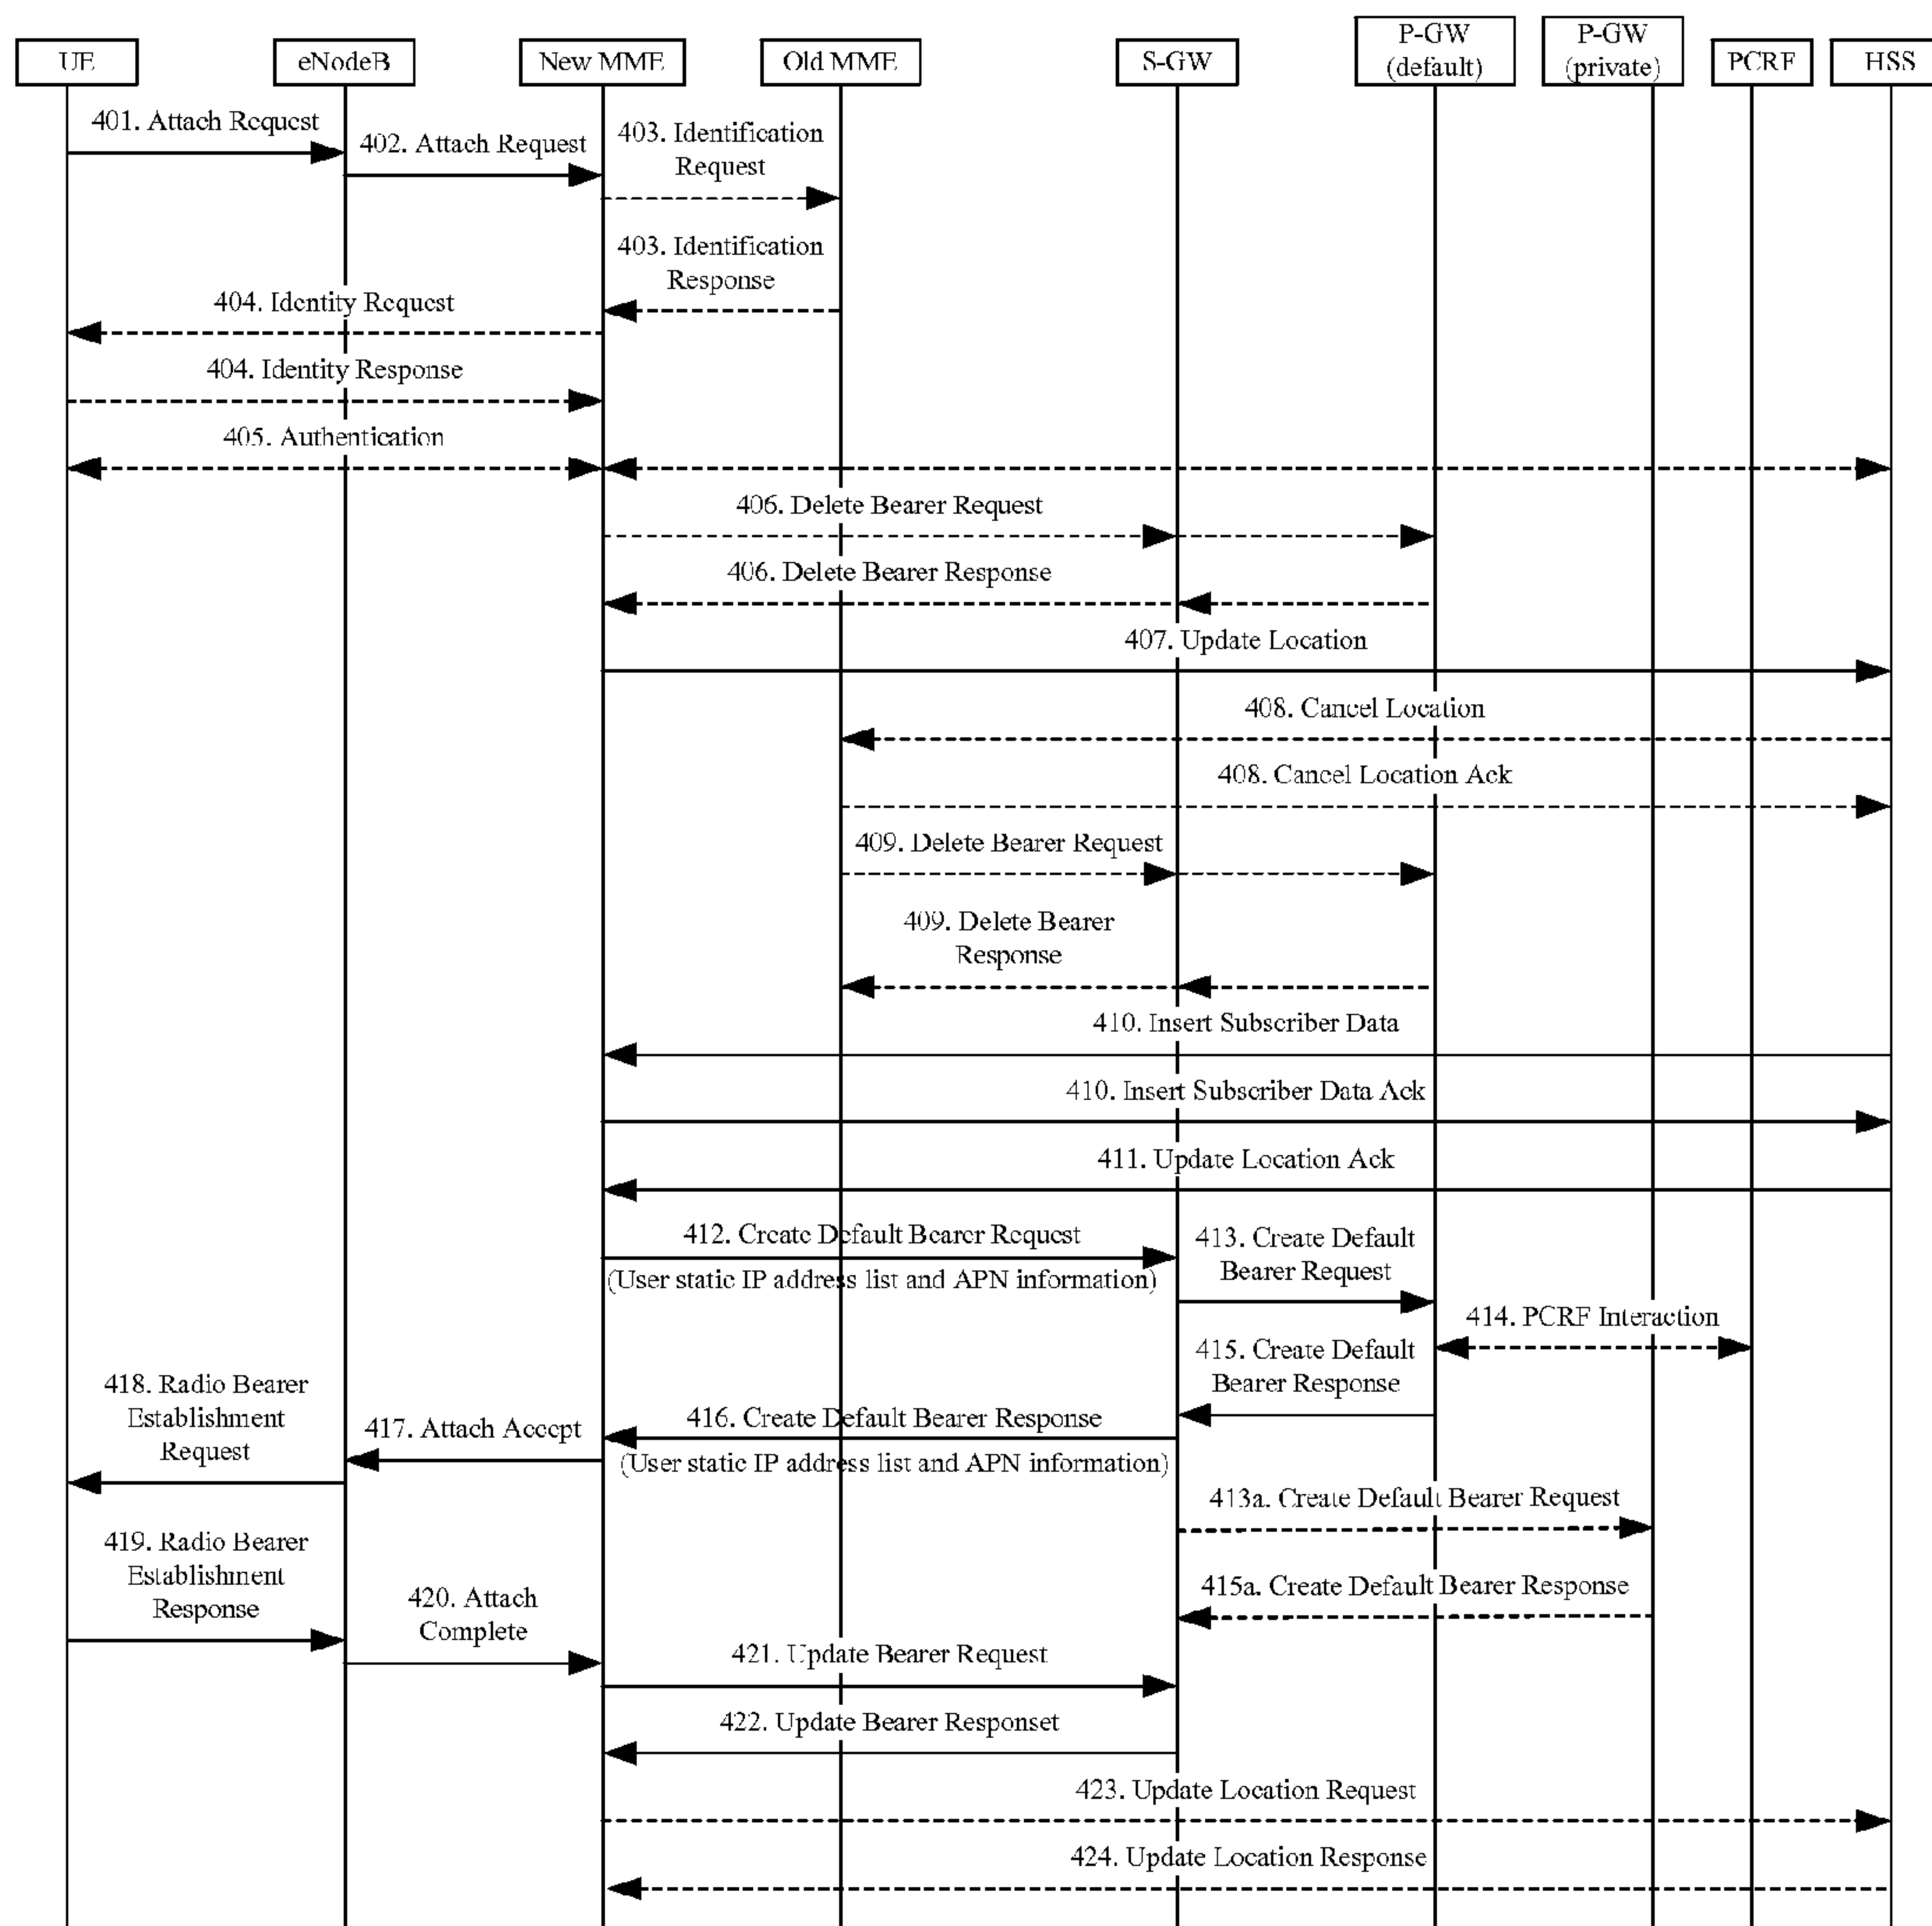 UE
eNodeB
New MME
Old MME
S-GW
P-GW
(default)
P-GW
(private)
PCRF
HSS
401. Attach Request
402. Attach Request
403. Identification
Request
403. Identification
Response
404. Identity Request
404. Identity Response
405. Authentication
406. Delete Bearer Request
406. Delete Bearer Response
407. Update Location
408. Cancel Location
408. Cancel Location Ack
409. Delete Bearer Request
409. Delete Bearer
Response
410. Insert Subscriber Data
410. Insert Subscriber Data Ack
411. Update Location Ack
412. Create Default Bearer Request
(User static IP address list and APN information)
413. Create Default
Bearer Request
414. PCRF Interaction
415. Create Default
Bearer Response
416. Create Default Bearer Response
(User static IP address list and APN information)
417. Attach Accept
418. Radio Bearer
Establishment
Request
413a. Create Default Bearer Request
419. Radio Bearer
Establishment
Response
415a. Create Default Bearer Response
420. Attach
Complete
421. Update Bearer Request
422. Update Bearer Responset
423. Update Location Request
424. Update Location Response